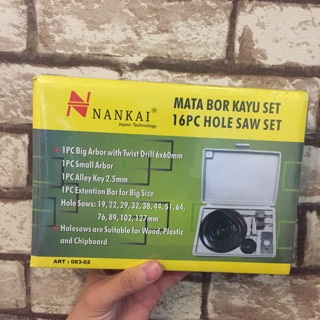 NANKAI®
Japan Technology
MATA BOR KAYU SET
16PC HOLE SAW SET
1PC Big Arbor with Twist Drill 6x60mm
1PC Small Arbor
1PC Alley Key 2.5mm
1PC Extention Bar for Big Size
Hole Saws: 19, 22, 29, 32, 38, 44, 51, 64,
76, 89, 102, 127mm
Holesaws are Suitable for Wood, Plastic
and Chipboard
ART : 083-02